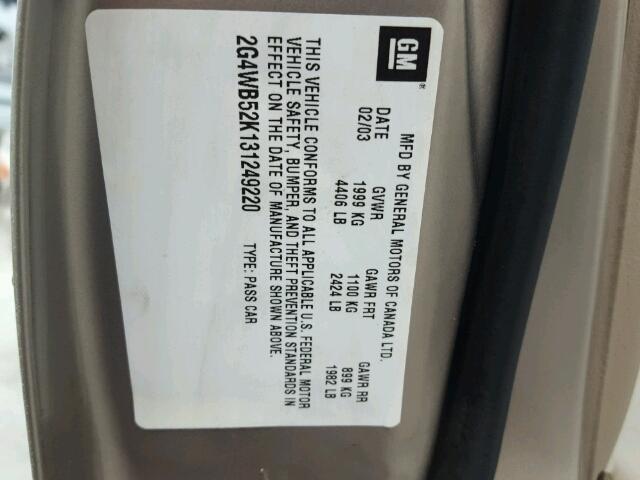 GM
MFD BY GENERAL MOTORS OF CANADA LTD.
DATE GVWR GAWR FRT GAWR RR
02/03 1999 KG 1100 KG 899 KG
4406 LB 2424 LB 1982 LB
THIS VEHICLE CONFORMS TO ALL APPLICABLE U.S. FEDERAL MOTOR
VEHICLE SAFETY, BUMPER, AND THEFT PREVENTION STANDARDS IN
EFFECT ON THE DATE OF MANUFACTURE SHOWN ABOVE.
2G4WB52K131249220 TYPE: PASS CAR